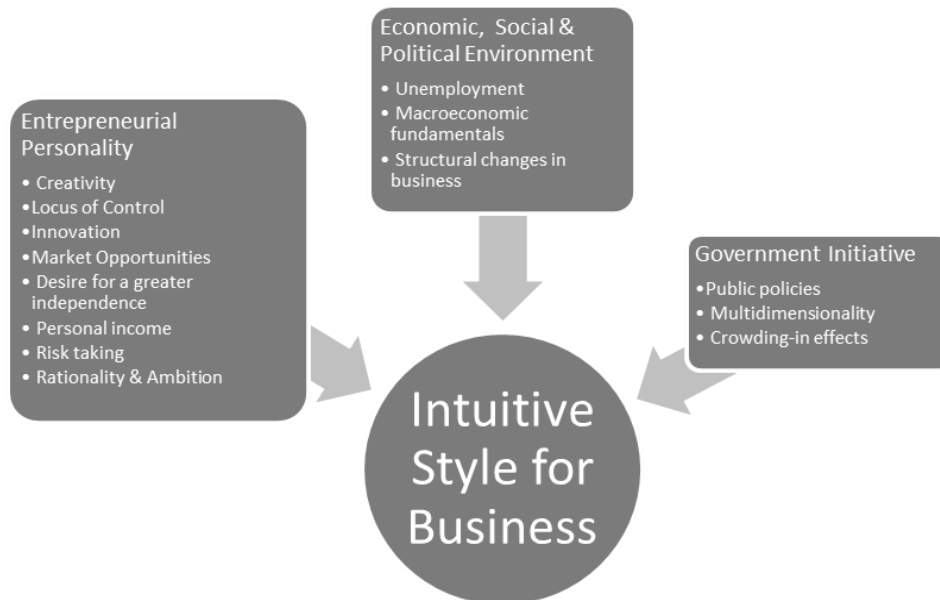 Entrepreneurial
Personality
• Creativity
•Locus of Control
•Innovation
•Market Opportunities
• Desire for a greater
independence
• Personal income
• Risk taking
• Rationality & Ambition
Economic, Social &
Political Environment
• Unemployment
• Macroeconomic
fundamentals
• Structural changes in
business
Government Initiative
•Public policies
• Multidimensionality
• Crowding-in effects
Intuitive
Style for
Business